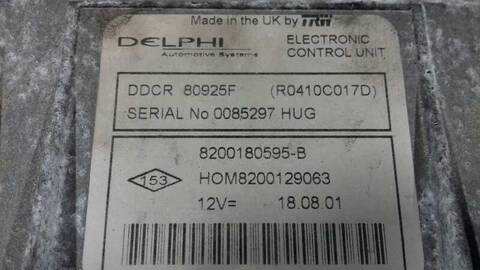 Made in the UK by TRW
DELPHI
Automotive Systems
ELECTRONIC
CONTROL UNIT
DDCR 80925F (R0410C017D)
SERIAL No 0085297 HUG
8200180595-B
153 HOM8200129063
12V= 18.08.01